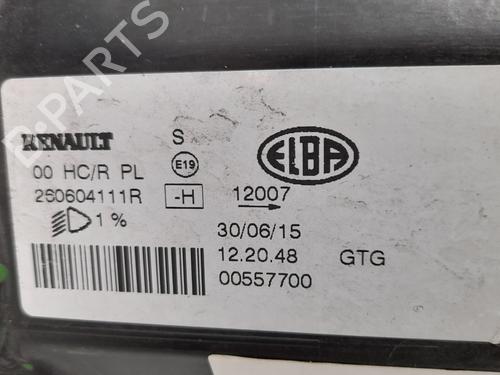 B-PARTS
RENAULT S ELBA
00 HC/R PL E19
260604111R -H 12007
1 %
30/06/15
12.20.48 GTG
00557700